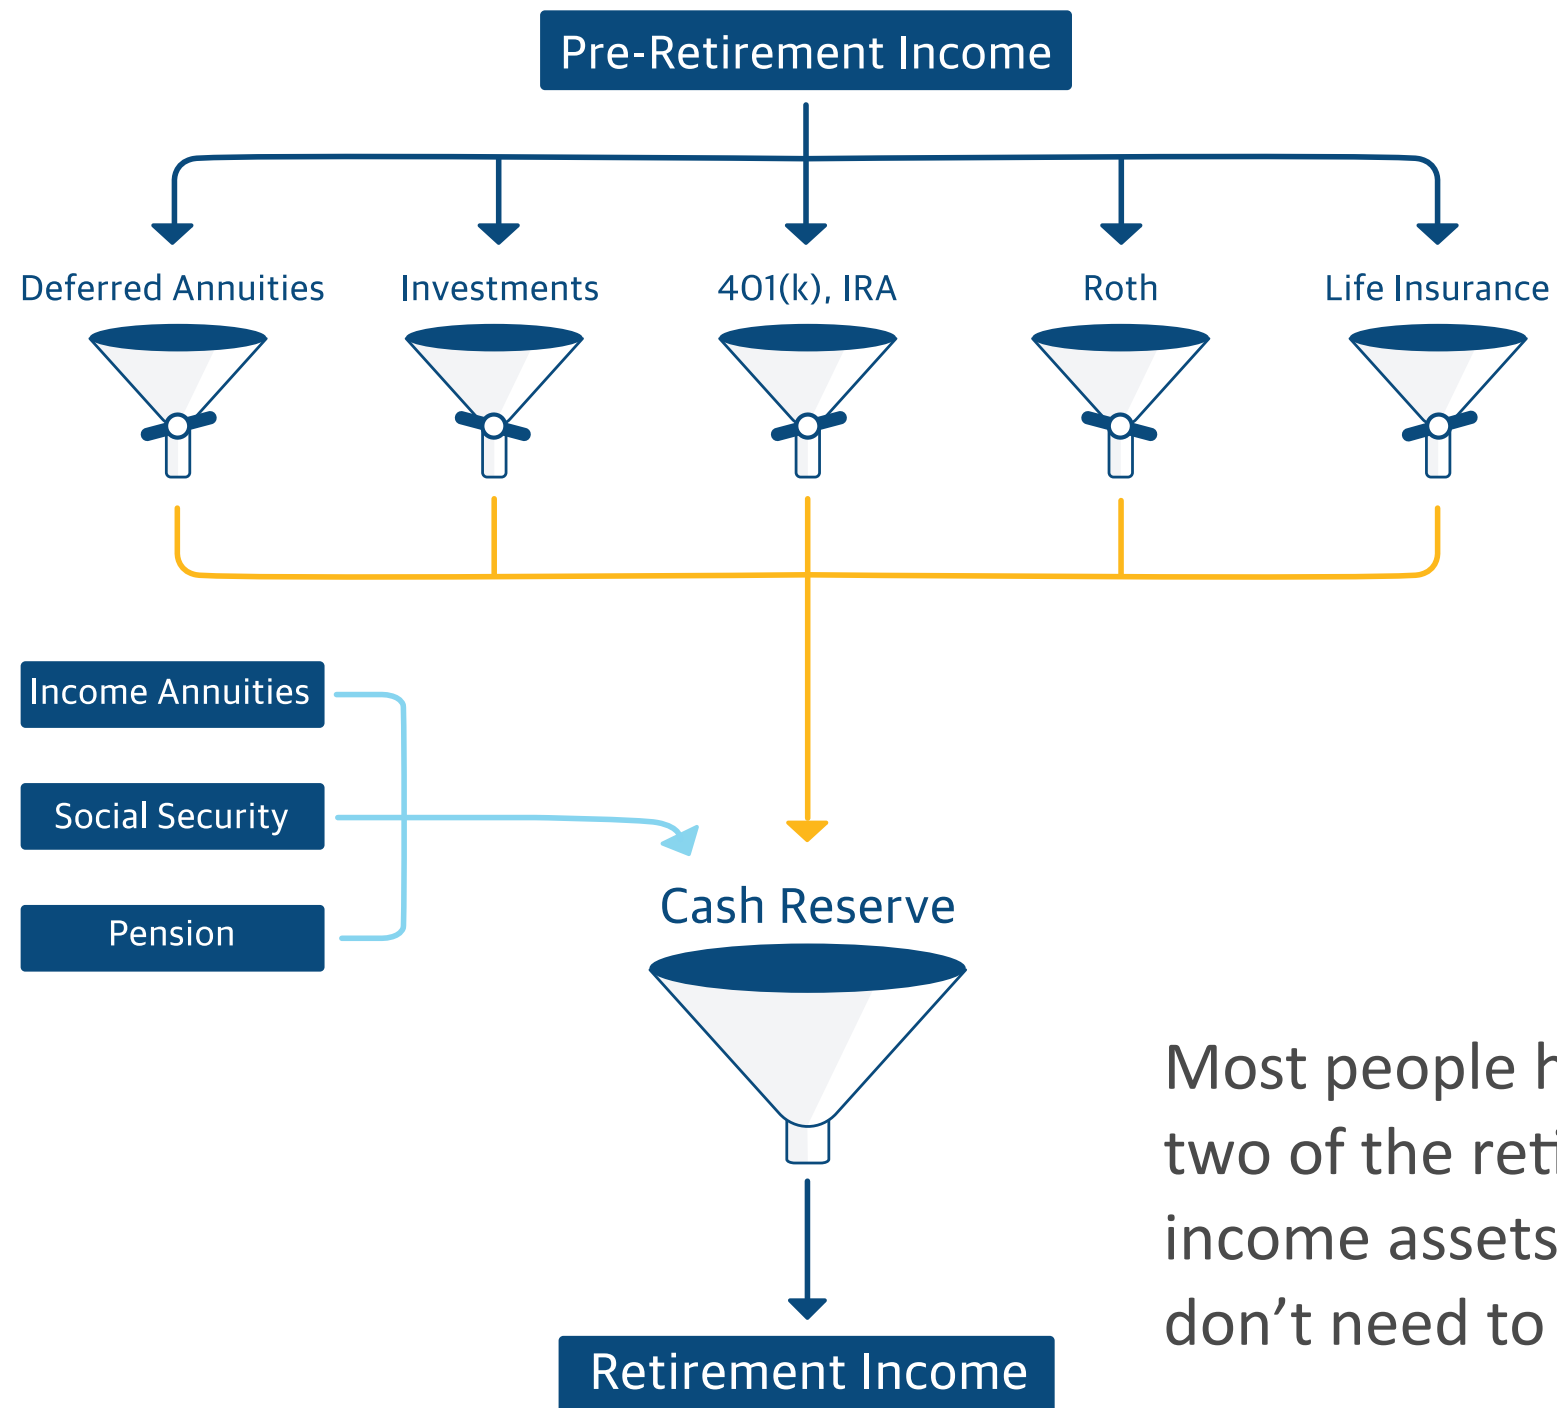 Pre-Retirement Income
Deferred Annuities
Investments
401(k), IRA
Roth
Life Insurance
Income Annuities
Social Security
Pension
Cash Reserve
Most people
two of the
income assets
don’t need to
Retirement Income